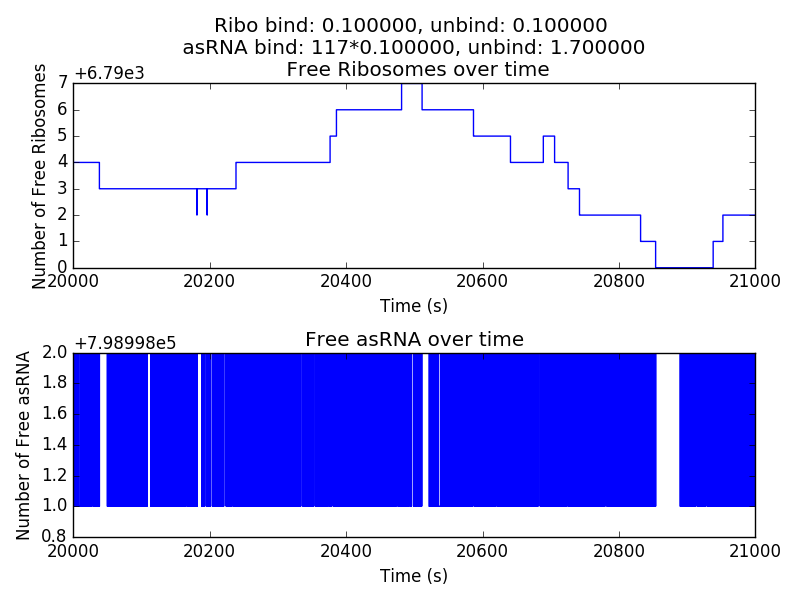 Ribo bind: 0.100000, unbind: 0.100000
asRNA bind: 117*0.100000, unbind: 1.700000
Free Ribosomes over time
+6.79e3
Number of Free Ribosomes
7
6
5
4
3
2
1
0
20000 20200 20400 20600 20800 21000
Time (s)
Free asRNA over time
+7.98998e5
Number of Free asRNA
2.0
1.8
1.6
1.4
1.2
1.0
0.8
20000 20200 20400 20600 20800 21000
Time (s)